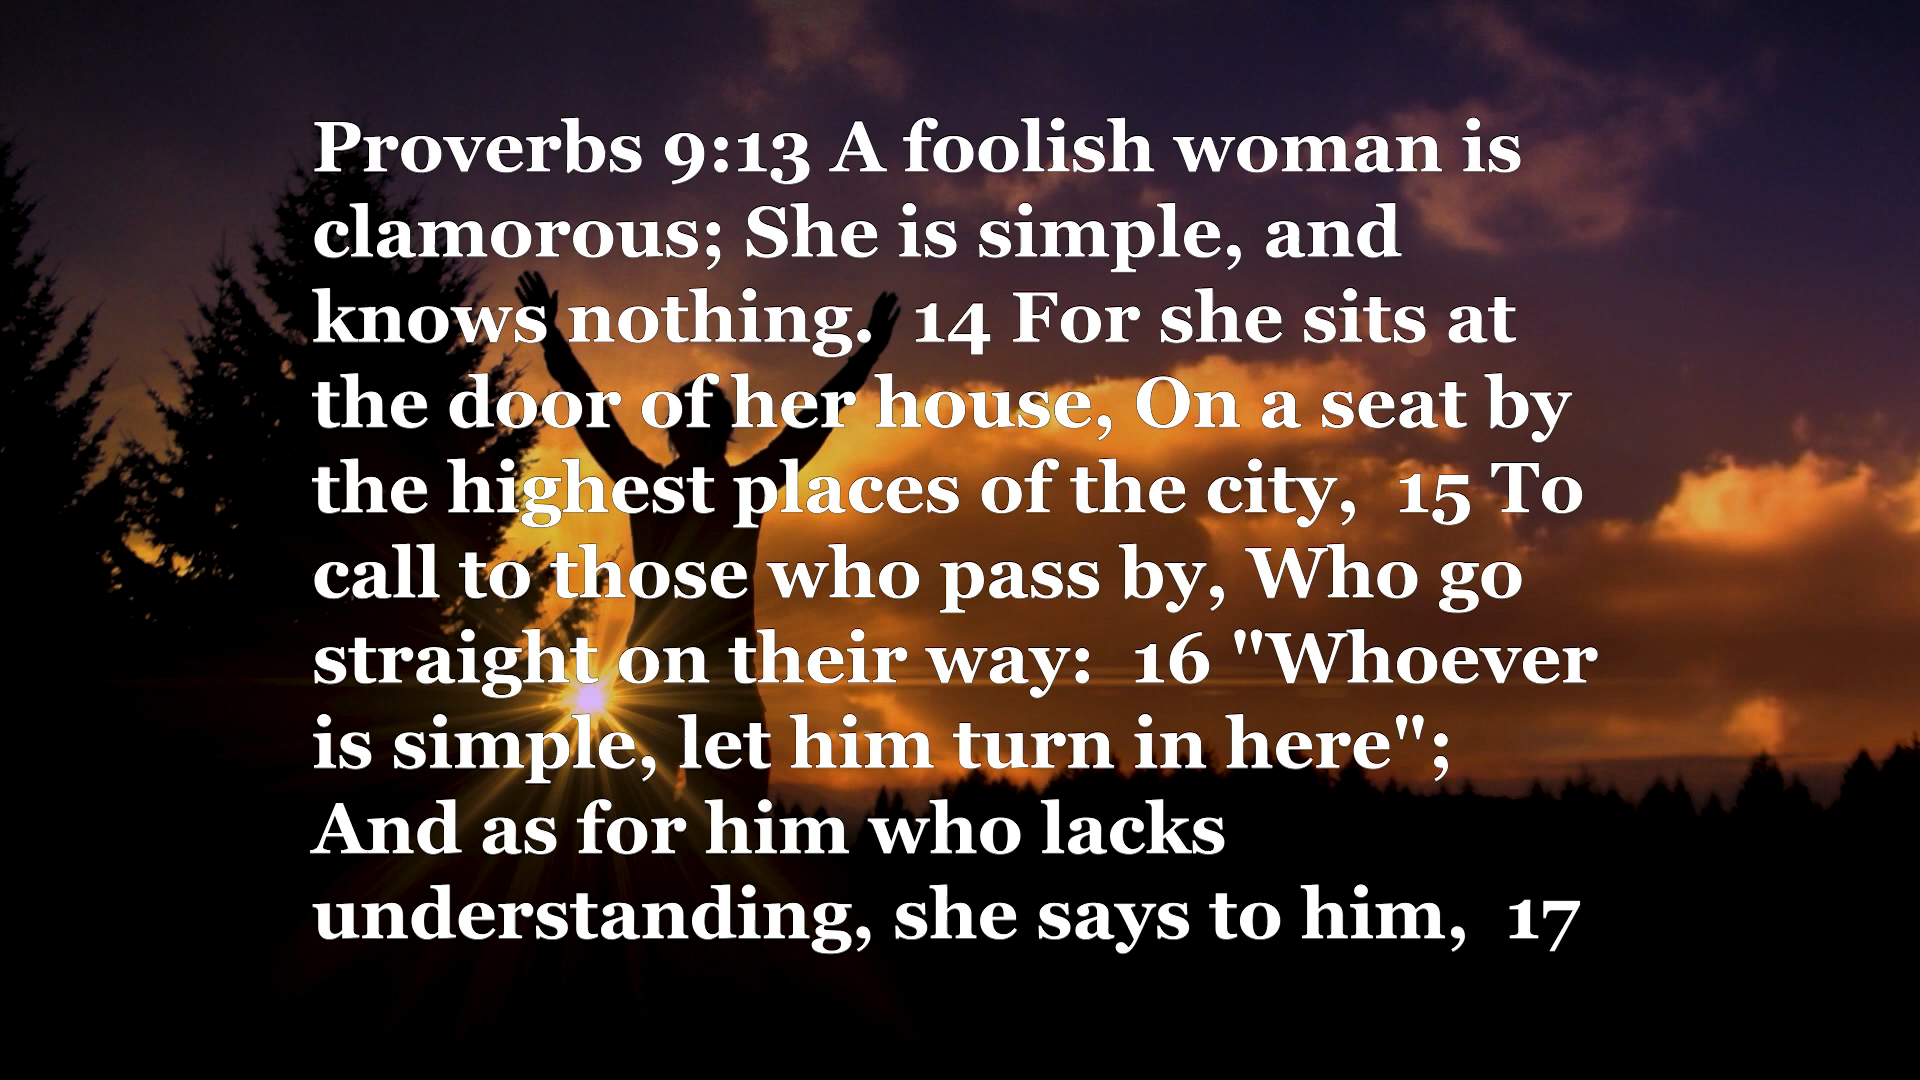 Proverbs 9:13 A foolish woman is
clamorous; She is simple, and
knows nothing.  14 For she sits at
the door of her house, On a seat by
the highest places of the city,  15 To
call to those who pass by, Who go
straight on their way:  16 "Whoever
is simple, let him turn in here";
And as for him who lacks
understanding, she says to him,  17